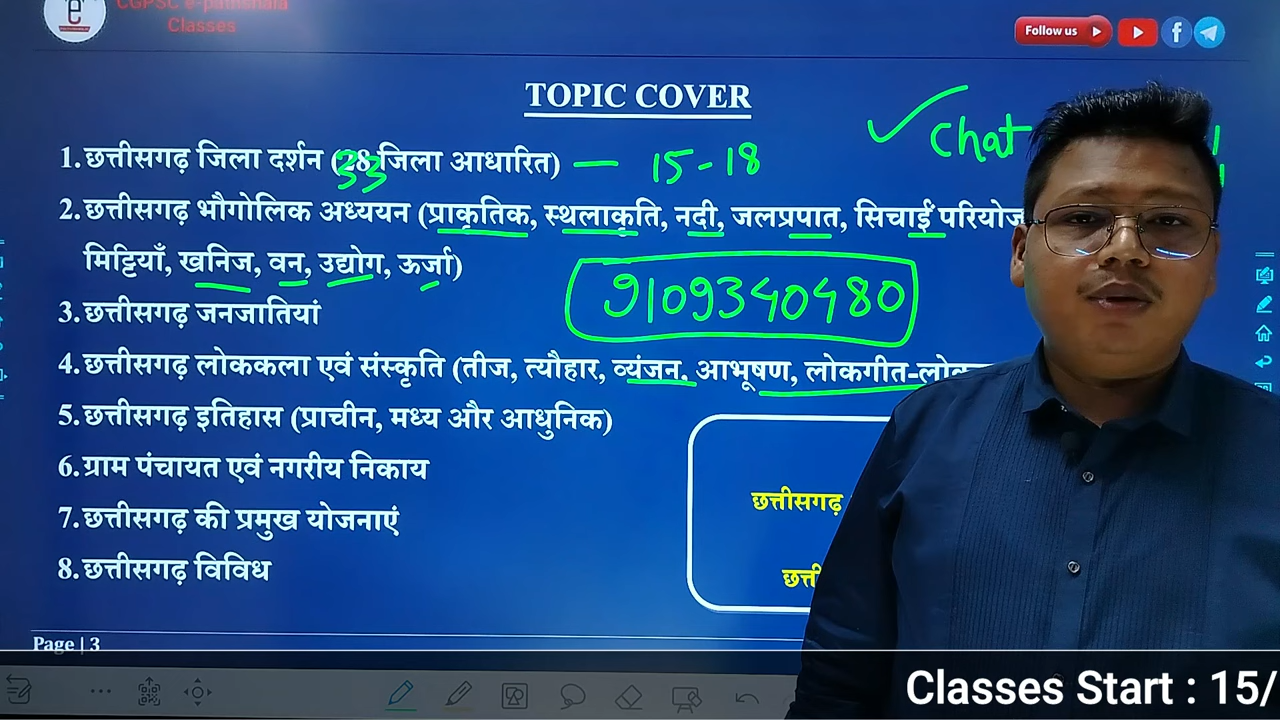 e
CGPSC e-pathshala
Classes
Follow us
TOPIC COVER
Chat
1. छत्तीसगढ़ जिला दर्शन (28 जिला आधारित) — 15-18
33
2. छत्तीसगढ़ भौगोलिक अध्ययन (प्राकृतिक, स्थलाकृति, नदी, जलप्रपात, सिचाईं परियोज
मिट्टियाँ, खनिज, वन, उद्योग, ऊर्जा)
9109340480
3. छत्तीसगढ़ जनजातियां
4. छत्तीसगढ़ लोककला एवं संस्कृति (तीज, त्यौहार, व्यंजन. आभूषण, लोकगीत-लोक
5. छत्तीसगढ़ इतिहास (प्राचीन, मध्य और आधुनिक)
6. ग्राम पंचायत एवं नगरीय निकाय
छत्तीसगढ़
7. छत्तीसगढ़ की प्रमुख योजनाएं
8. छत्तीसगढ़ विविध
छत्ती
Page | 3
Classes Start : 15/